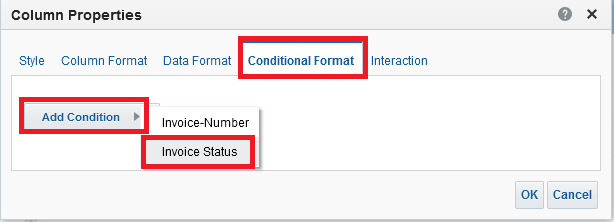 Column Properties
Style Column Format Data Format Conditional Format Interaction
Add Condition
Invoice-Number
Invoice Status
OK Cancel